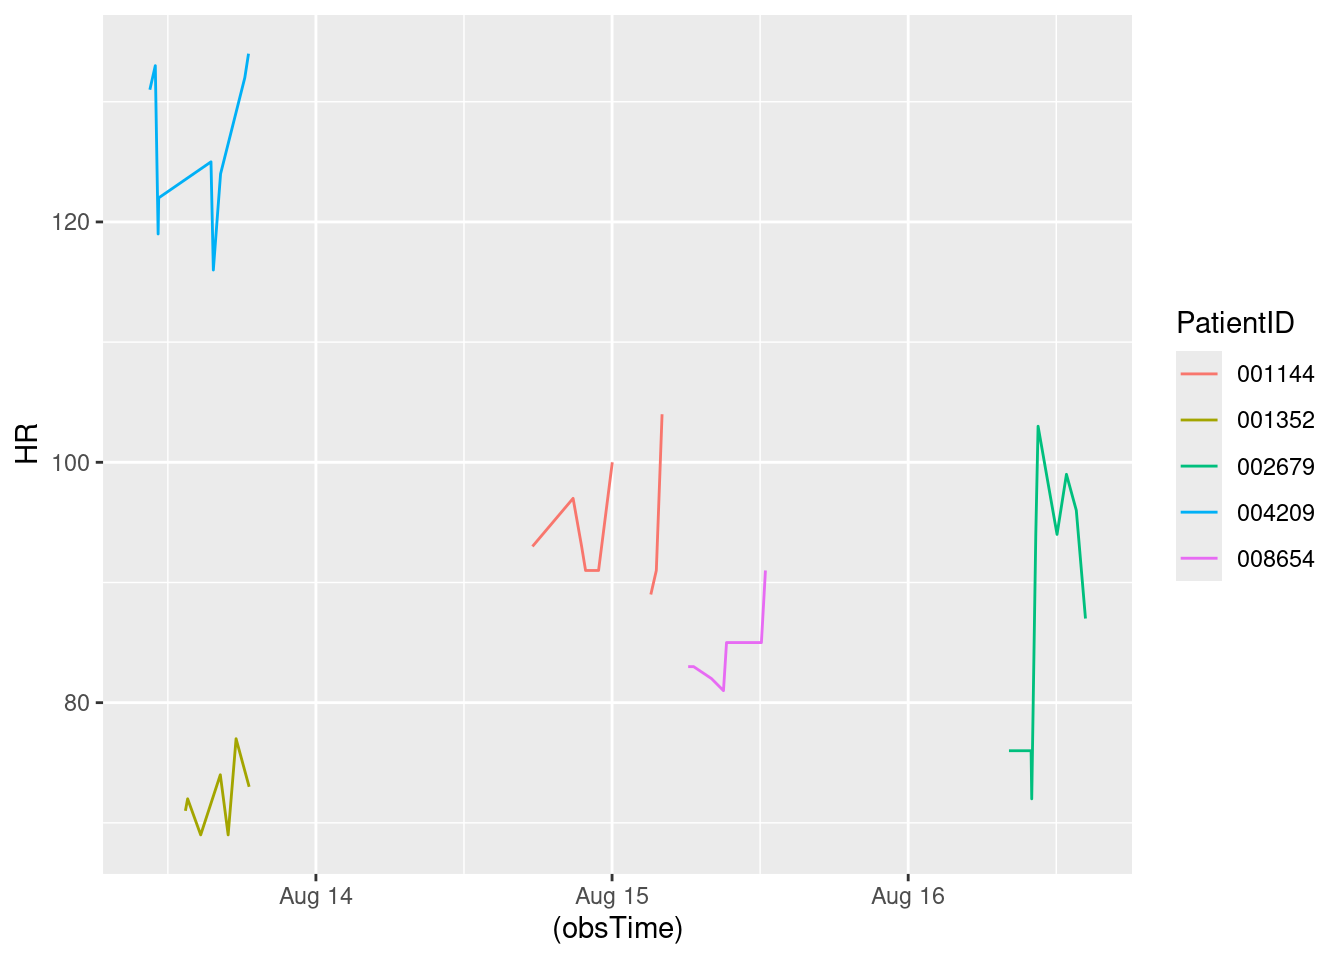 120
100
80
HR
Aug 14
Aug 15
Aug 16
(obsTime)
PatientID
001144
001352
002679
004209
008654